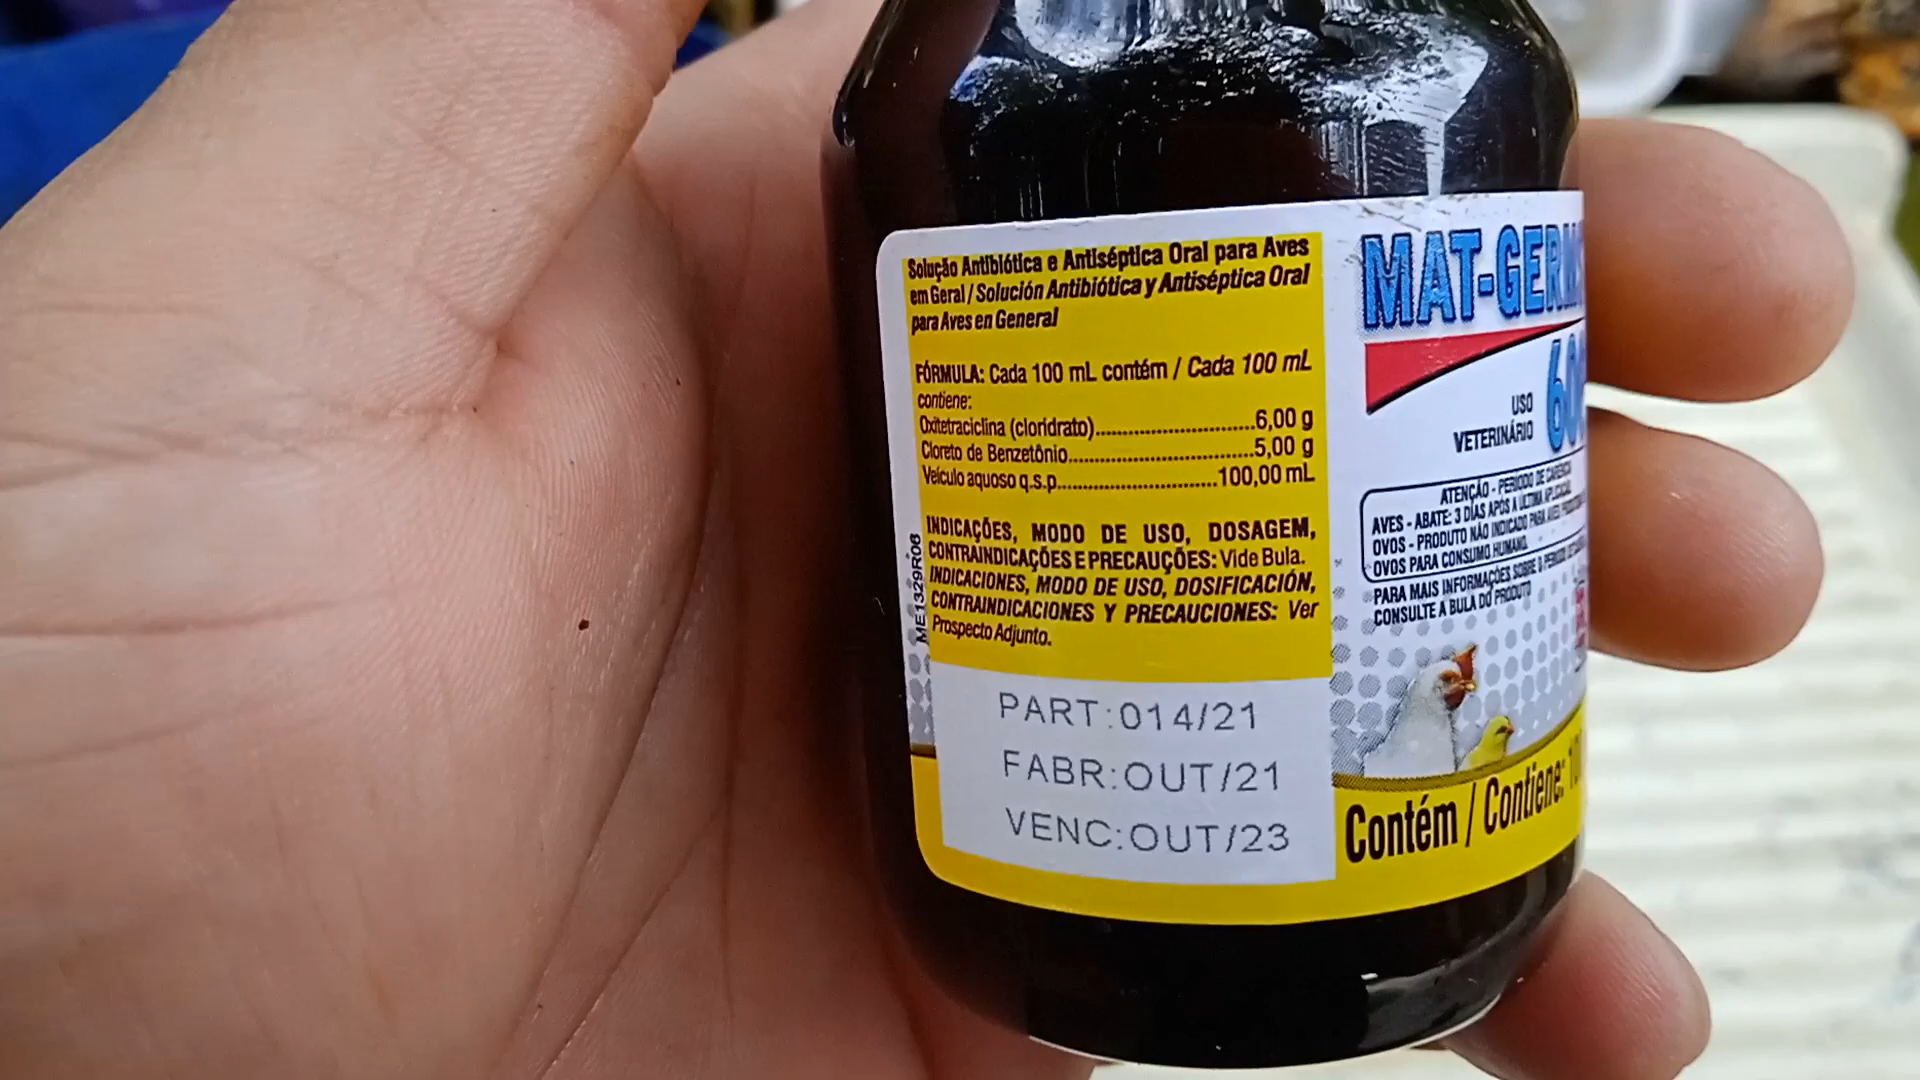 Solução Antibiótica e Antiséptica Oral para Aves
em Geral / Solución Antibiótica y Antiséptica Oral
para Aves en General
FÓRMULA: Cada 100 mL contém / Cada 100 mL
contiene:
Oxitetraciclina (cloridrato)..............................6,00 g
Cloreto de Benzetônio..................................5,00 g
Veículo aquoso q.s.p..............................100,00 mL
INDICAÇÕES, MODO DE USO, DOSAGEM,
CONTRAINDICAÇÕES E PRECAUÇÕES: Vide Bula.
INDICACIONES, MODO DE USO, DOSIFICACIÓN,
CONTRAINDICACIONES Y PRECAUCIONES: Ver
Prospecto Adjunto.
ME1329R06
PART:014/21
FABR:OUT/21
VENC:OUT/23
MAT-GERM
USO
VETERINÁRIO
ATENÇÃO - PERÍODO DE CARÊNCIA
AVES - ABATE: 3 DIAS APÓS A ÚLTIMA APLICAÇÃO.
OVOS - PRODUTO NÃO INDICADO PARA AVES
OVOS PARA CONSUMO HUMANO.
PARA MAIS INFORMAÇÕES SOBRE O PERÍODO
CONSULTE A BULA DO PRODUTO
Contém / Contiene: